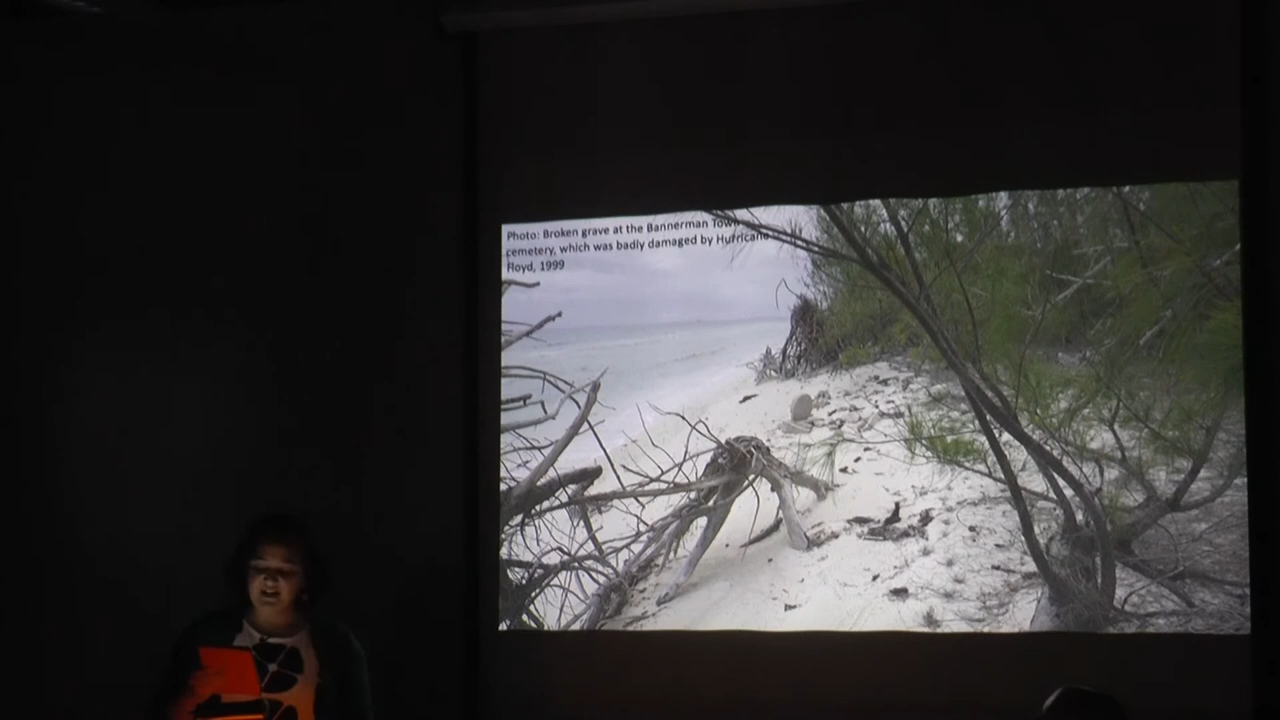 Photo: Broken grave at the Bannerman Town
cemetery, which was badly damaged by Hurricane
Floyd, 1999